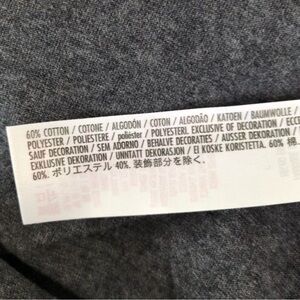 60% COTTON / COTONE / ALGODÓN / COTON / ALGODÃO / KATOEN / BAUMWOLLE /
POLYESTER / POLIESTERE / poliéster / POLYESTERI. EXCLUSIVE OF DECORATION /
SAUF DECORATION / SEM ADORNO / BEHALVE DECORATIES / AUSSER DEKORATION /
EXKLUSIVE DEKORATION / UNNTATT DEKORASJON / EI KOSKE KORISTETTA. 60% 棉
60%. ポリエステル 40%. 装飾部分を除く.